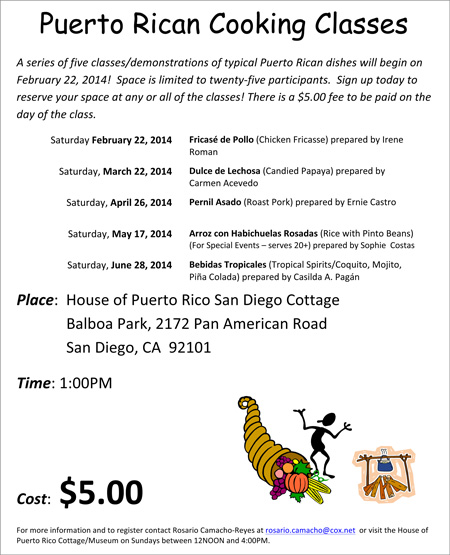 Puerto Rican Cooking Classes
A series of five classes/demonstrations of typical Puerto Rican dishes will begin on
February 22, 2014!  Space is limited to twenty-five participants.  Sign up today to
reserve your space at any or all of the classes! There is a $5.00 fee to be paid on the
day of the class.
Saturday February 22, 2014 Fricasé de Pollo (Chicken Fricasse) prepared by Irene
Roman
Saturday, March 22, 2014 Dulce de Lechosa (Candied Papaya) prepared by
Carmen Acevedo
Saturday, April 26, 2014 Pernil Asado (Roast Pork) prepared by Ernie Castro
Saturday, May 17, 2014 Arroz con Habichuelas Rosadas (Rice with Pinto Beans)
(For Special Events – serves 20+) prepared by Sophie  Costas
Saturday, June 28, 2014 Bebidas Tropicales (Tropical Spirits/Coquito, Mojito,
Piña Colada) prepared by Casilda A. Pagán
Place:  House of Puerto Rico San Diego Cottage
Balboa Park, 2172 Pan American Road
San Diego, CA  92101
Time: 1:00PM
Cost:  $5.00
For more information and to register contact Rosario Camacho-Reyes at rosario.camacho@cox.net  or visit the House of
Puerto Rico Cottage/Museum on Sundays between 12NOON and 4:00PM.